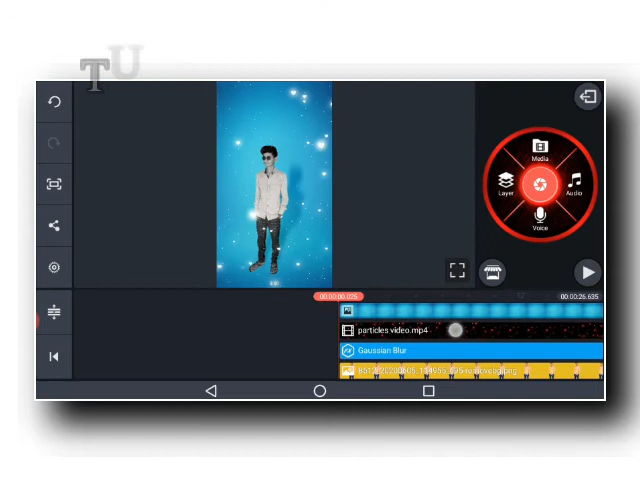 TU
Media
Layer
Audio
Voice
00:00:00.025
00:00:26.635
particles video.mp4
Gaussian Blur